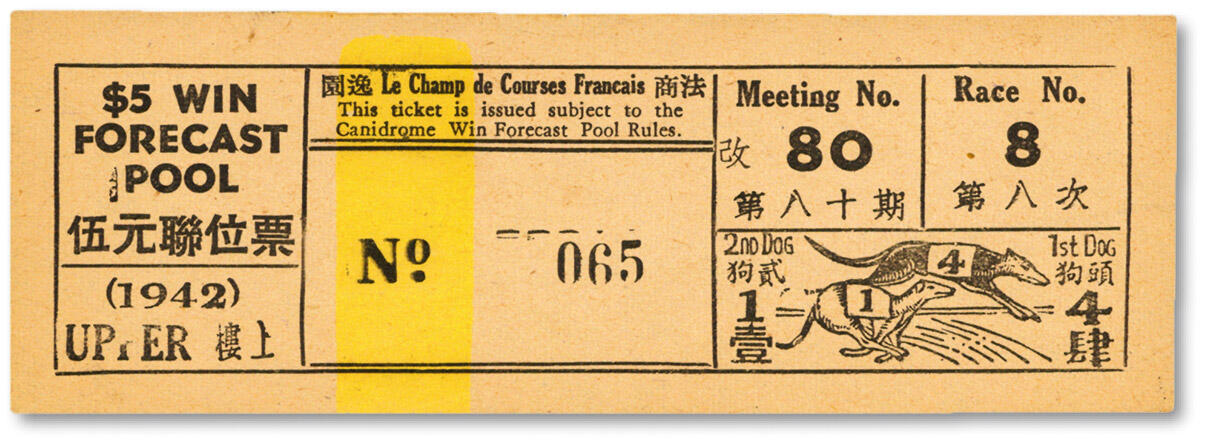 $5 WIN
FORECAST
POOL
伍元聯位票
(1942)
UPPER 樓上
園逸 Le Champ de Courses Francais 商法
This ticket is issued subject to the
Canidrome Win Forecast Pool Rules.
Nº 065
Meeting No.
改 80
第八十期
Race No.
8
第八次
2ND DOG
狗貳
1
壹
4
1
1ST DOG
狗頭
4
肆